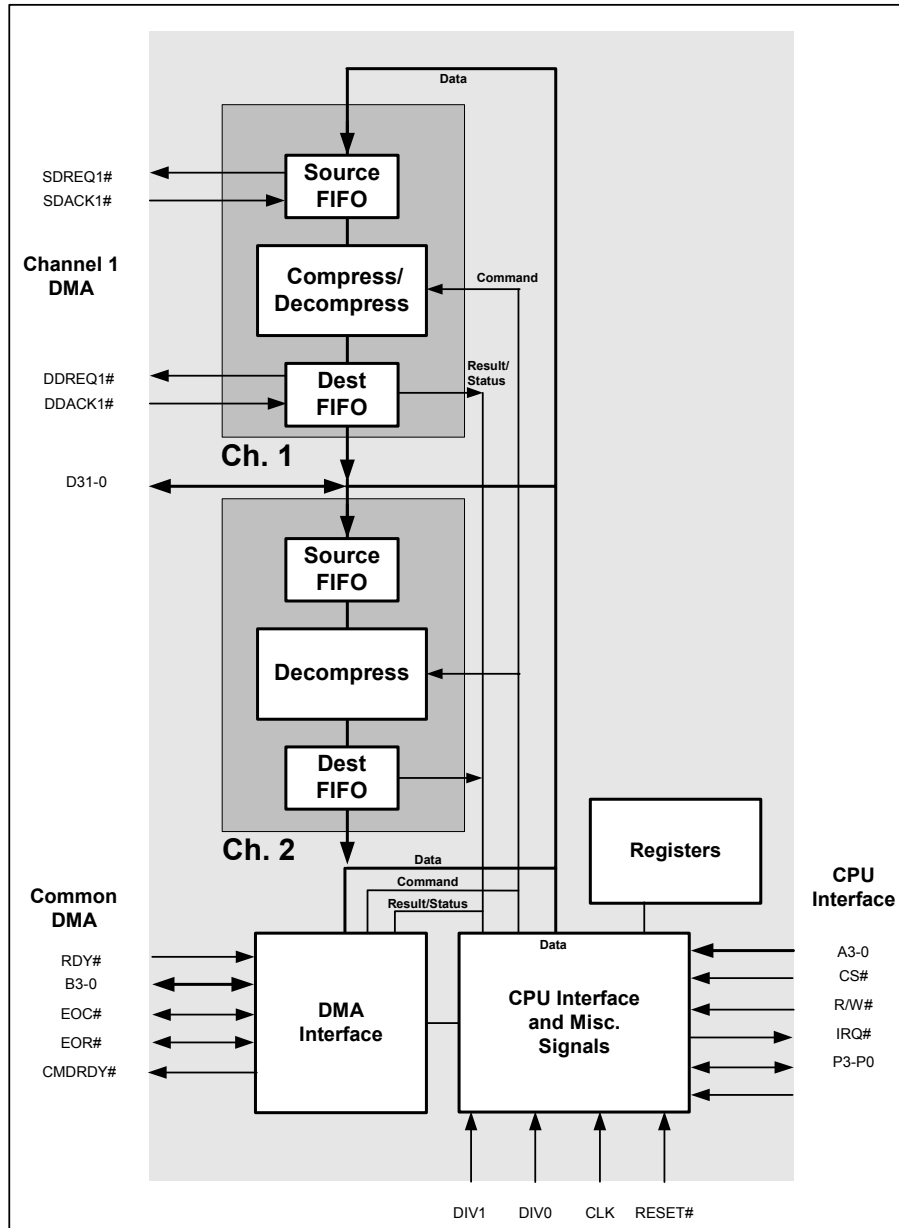 Data
Source
FIFO
SDREQ1#
SDACK1#
Channel 1
DMA
Compress/
Decompress
Command
DDREQ1#
DDACK1#
Dest
FIFO
Result/
Status
Ch. 1
D31-0
Source
FIFO
Decompress
Dest
FIFO
Ch. 2
Data
Command
Result/Status
Registers
Common
DMA
CPU
Interface
RDY#
B3-0
EOC#
EOR#
CMDRDY#
DMA
Interface
Data
CPU Interface
and Misc.
Signals
A3-0
CS#
R/W#
IRQ#
P3-P0
DIV1
DIV0
CLK
RESET#